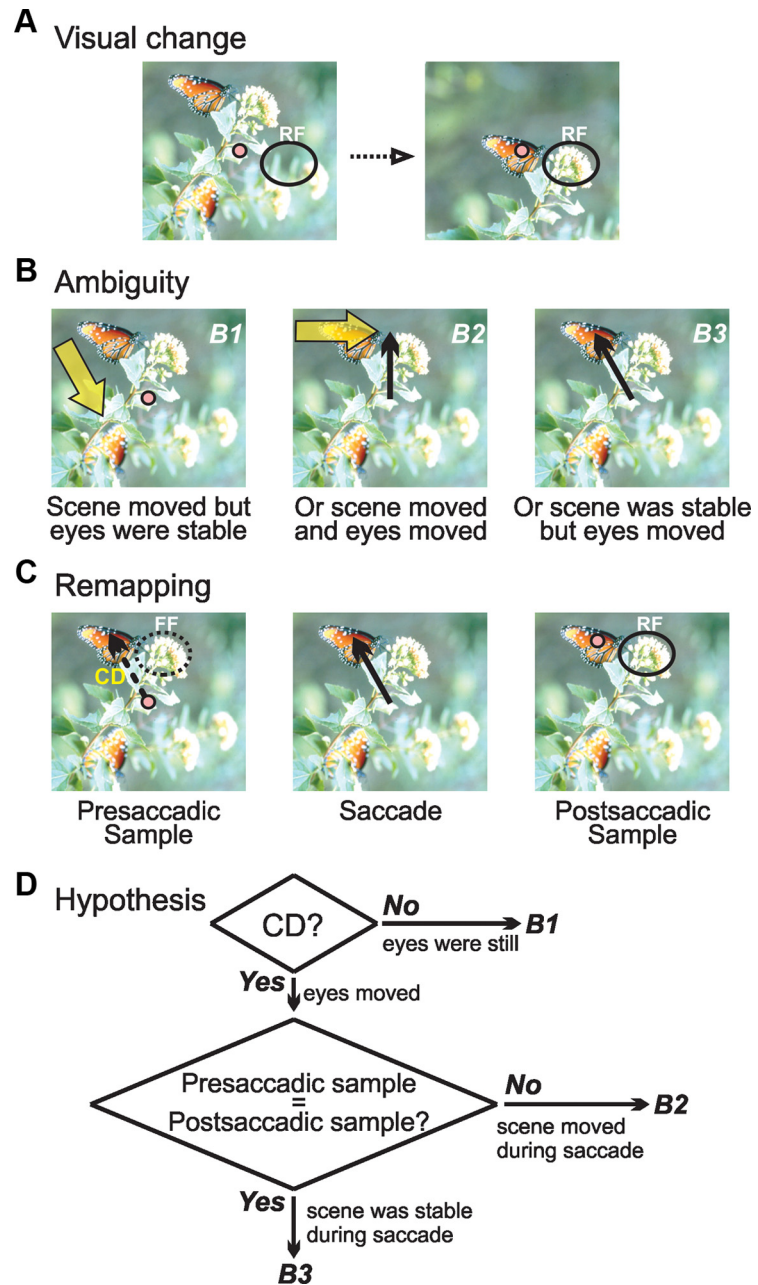 A
Visual change
RF
RF
B
Ambiguity
B1
B2
B3
Scene moved but
eyes were stable
Or scene moved
and eyes moved
Or scene was stable
but eyes moved
C
Remapping
FF
CD
RF
Presaccadic
Sample
Saccade
Postsaccadic
Sample
D
Hypothesis
CD?
No
eyes were still
B1
Yes
eyes moved
Presaccadic sample
=
Postsaccadic sample?
No
scene moved
during saccade
B2
Yes
scene was stable
during saccade
B3